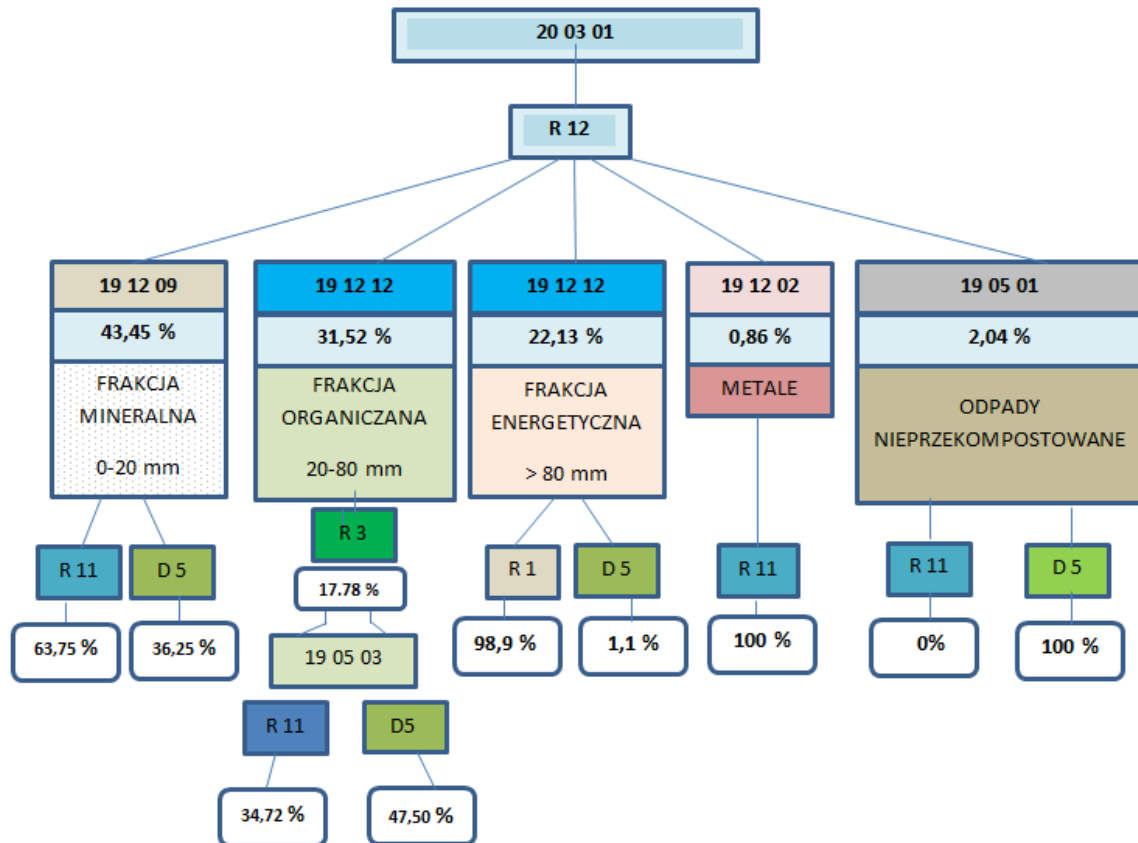 20 03 01
R 12
19 12 09
19 12 12
19 12 12
19 12 02
19 05 01
43,45 %
31,52 %
22,13 %
0,86 %
2,04 %
FRAKCJA
MINERALNA
0-20 mm
FRAKCJA
ORGANICZANA
20-80 mm
FRAKCJA
ENERGETYCZNA
> 80 mm
METALE
ODPADY
NIEPRZEKOMPOSTOWANE
R 11
D 5
R 3
R 1
D 5
R 11
R 11
D 5
63,75 %
36,25 %
17.78 %
98,9 %
1,1 %
100 %
0%
100 %
19 05 03
R 11
D5
34,72 %
47,50 %